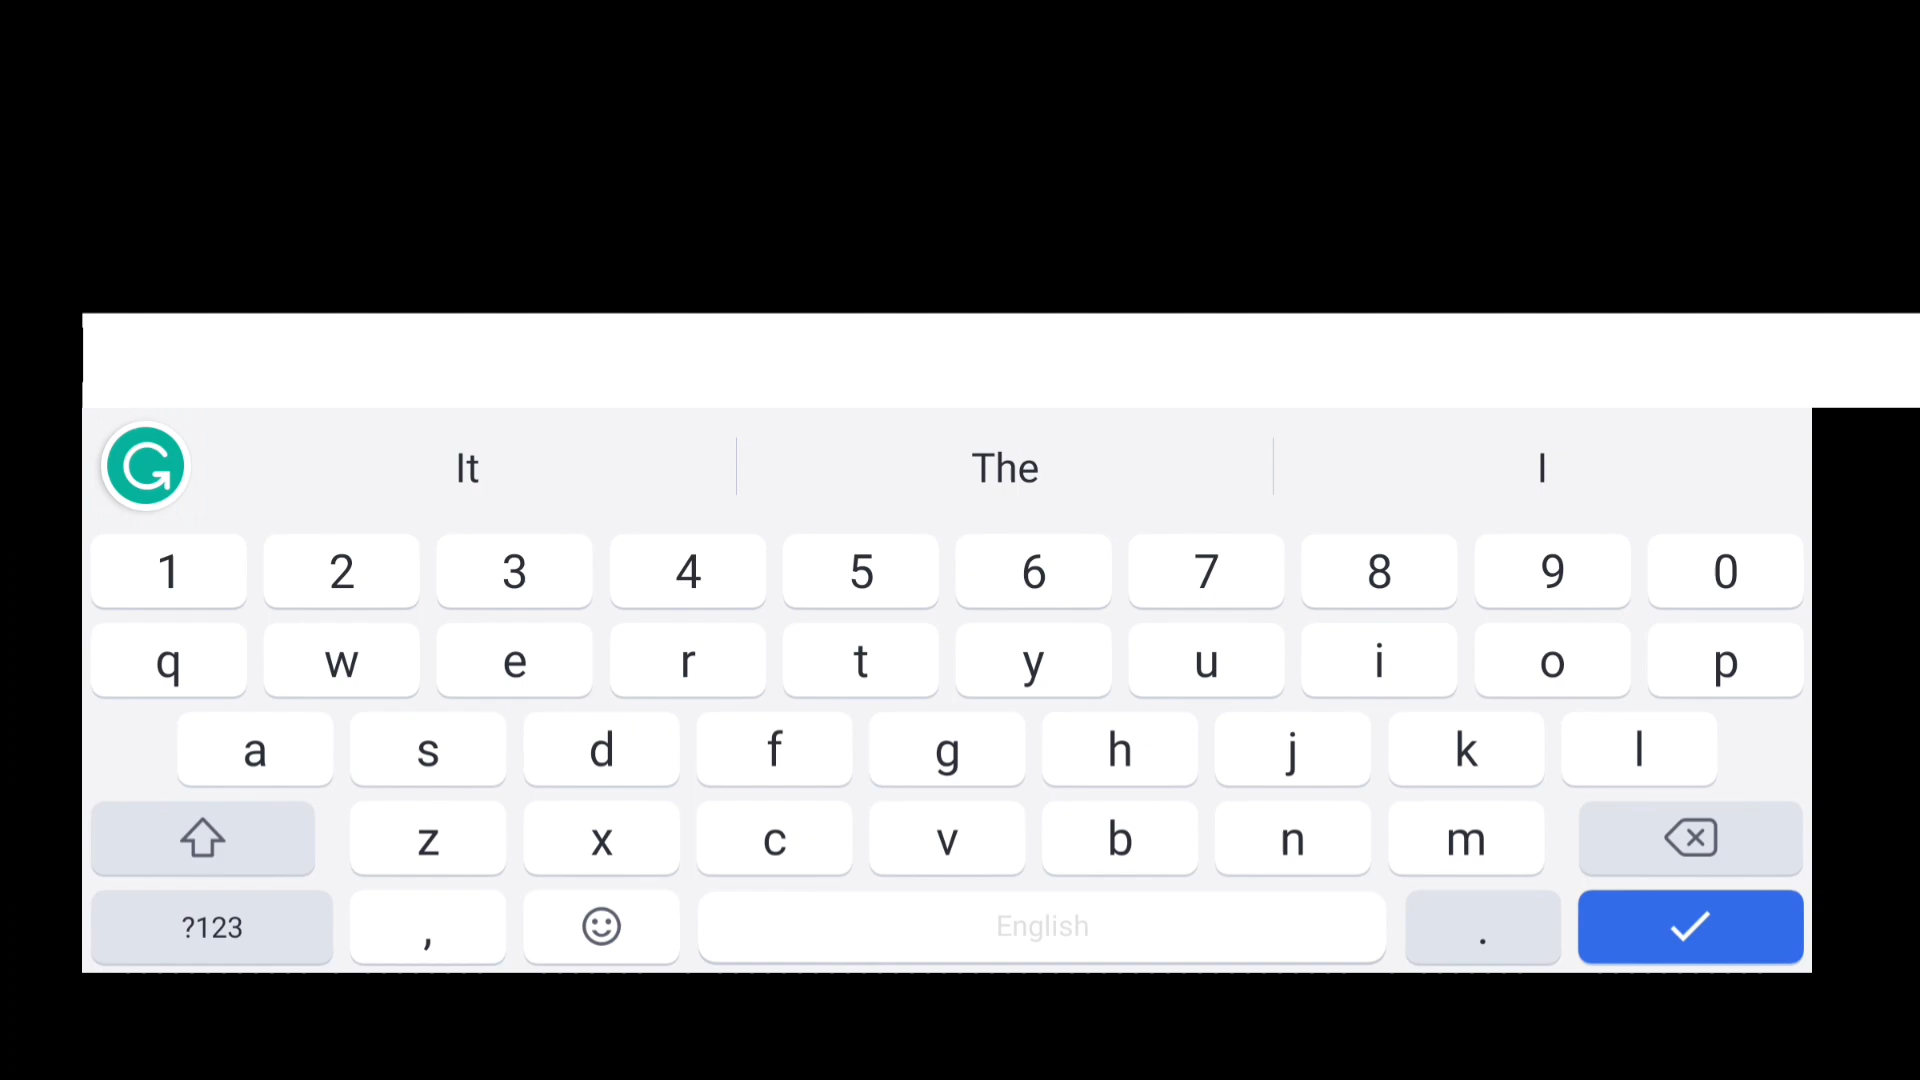 It The I
1 2 3 4 5 6 7 8 9 0
q w e r t y u i o p
a s d f g h j k l
z x c v b n m
?123 , English .